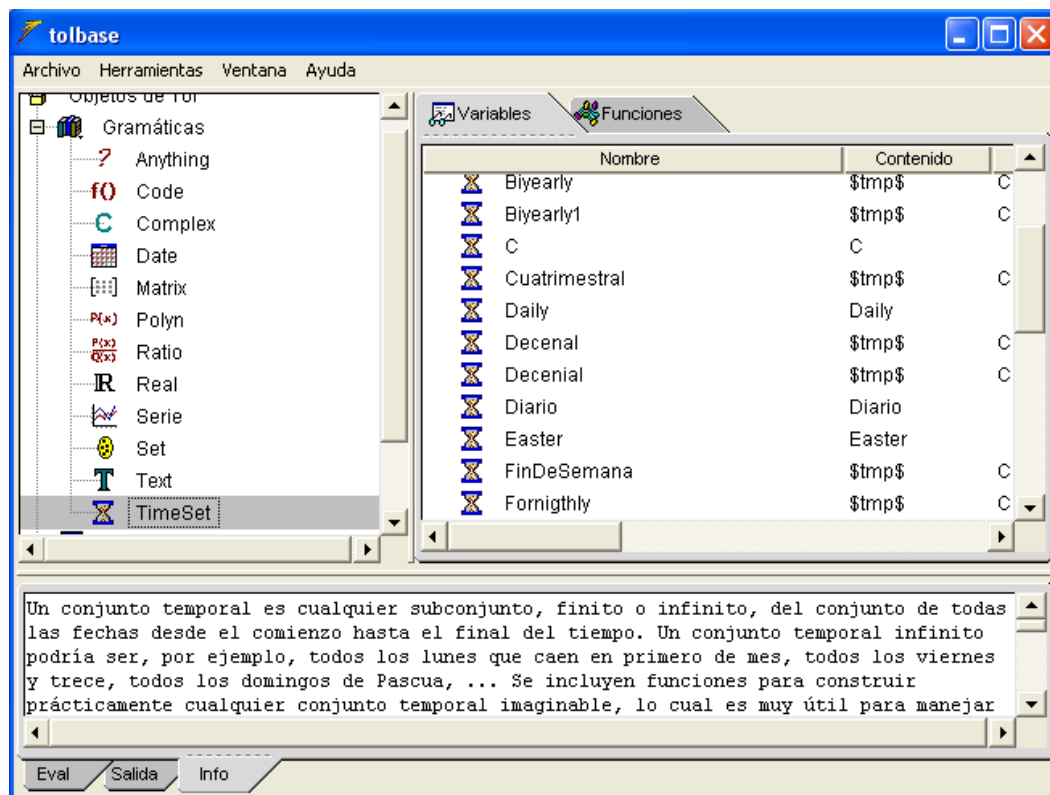 tolbase
Archivo Herramientas Ventana Ayuda
Objetos de Tol
Gramáticas
? Anything
f() Code
Complex
Date
Matrix
P(x) Polyn
P(x) Q(x) Ratio
R Real
Serie
Set
T Text
TimeSet
Variables Funciones
Nombre Contenido
Biyearly $tmp$ C
Biyearly1 $tmp$ C
C C
Cuatrimestral $tmp$ C
Daily Daily
Decenal $tmp$ C
Decenial $tmp$ C
Diario Diario
Easter Easter
FinDeSemana $tmp$ C
Fornigthly $tmp$ C
Un conjunto temporal es cualquier subconjunto, finito o infinito, del conjunto de todas
las fechas desde el comienzo hasta el final del tiempo. Un conjunto temporal infinito
podría ser, por ejemplo, todos los lunes que caen en primero de mes, todos los viernes
y trece, todos los domingos de Pascua, ... Se incluyen funciones para construir
prácticamente cualquier conjunto temporal imaginable, lo cual es muy útil para manejar
Eval Salida Info